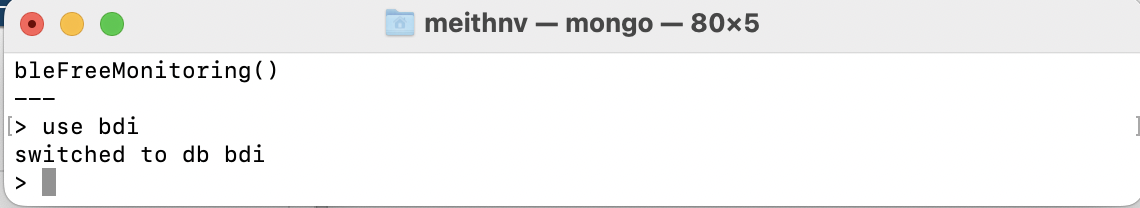 meithnv — mongo — 80×5
bleFreeMonitoring()
---
[> use bdi ]
switched to db bdi
>